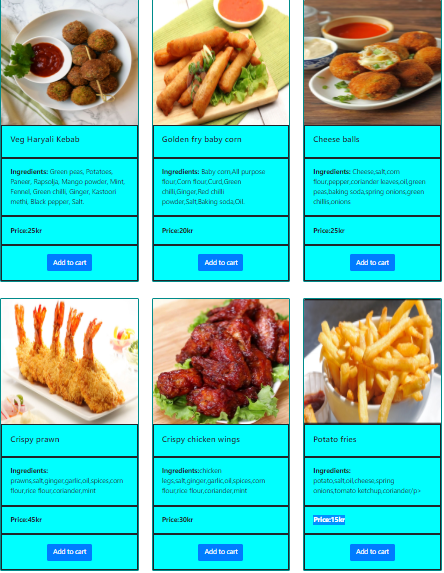 Veg Haryali Kebab
Ingredients: Green peas, Potatoes,
Paneer, Rapsolja, Mango powder, Mint,
Fennel, Green chilli, Ginger, Kastoori
methi, Black pepper, Salt.
Price:25kr
Add to cart
Golden fry baby corn
Ingredients: Baby corn,All purpose
flour,Corn flour,Curd,Green
chilli,Ginger,Red chilli
powder,Salt,Baking soda,Oil.
Price:20kr
Add to cart
Cheese balls
Ingredients: Cheese,salt,corn
flour,pepper,coriander leaves,oil,green
peas,baking soda,spring onions,green
chillis,onions
Price:25kr
Add to cart
Crispy prawn
Ingredients:
prawns,salt,ginger,garlic,oil,spices,corn
flour,rice flour,coriander,mint
Price:45kr
Add to cart
Crispy chicken wings
Ingredients:chicken
legs,salt,ginger,garlic,oil,spices,corn
flour,rice flour,coriander,mint
Price:30kr
Add to cart
Potato fries
Ingredients:
potato,salt,oil,cheese,spring
onions,tomato ketchup,coriander/p>
Price:15kr
Add to cart